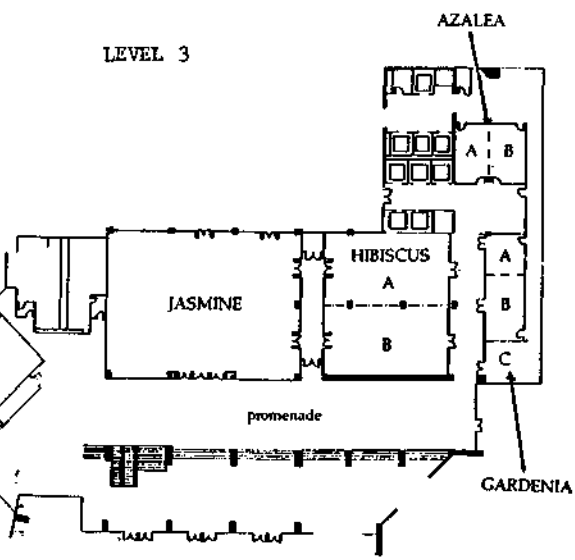 AZALEA
LEVEL 3
A B
HIBISCUS
A
A
JASMINE
B
B
C
promenade
GARDENIA